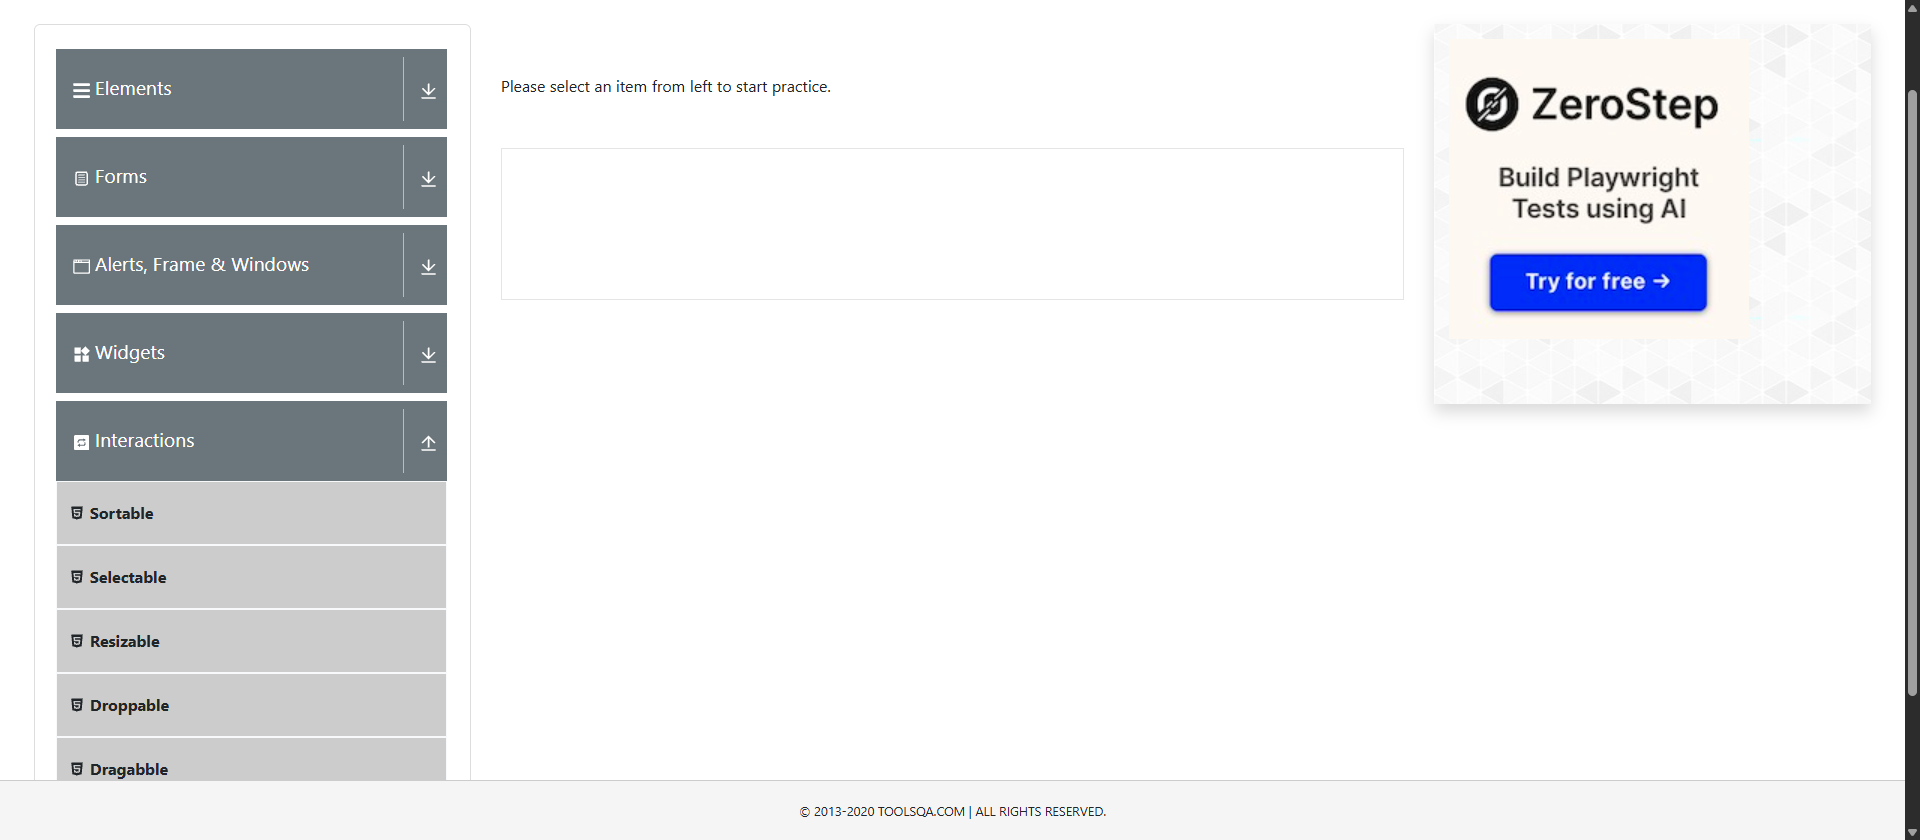 Elements
Forms
Alerts, Frame & Windows
Widgets
Interactions
Sortable
Selectable
Resizable
Droppable
Dragabble
Please select an item from left to start practice.
ZeroStep
Build Playwright
Tests using AI
Try for free →
© 2013-2020 TOOLSQA.COM | ALL RIGHTS RESERVED.